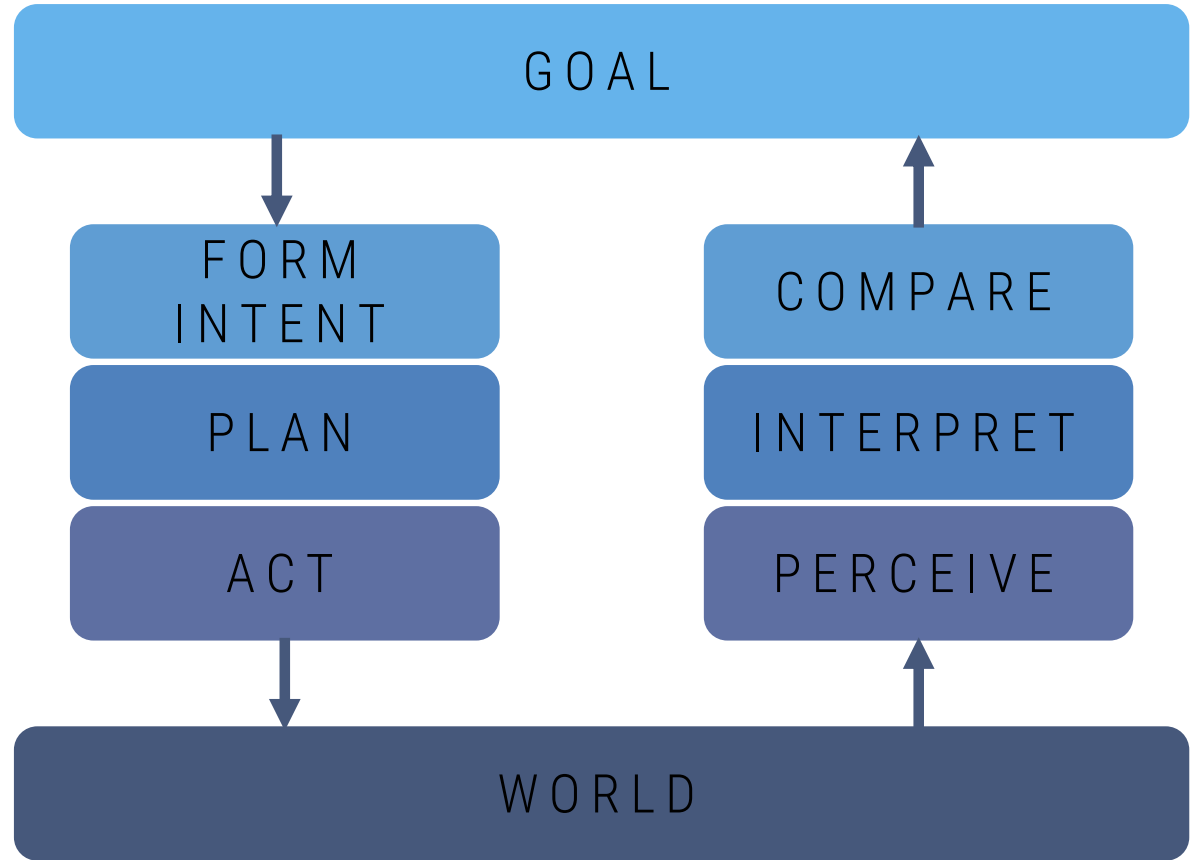 GOAL
FORM
INTENT
PLAN
ACT
COMPARE
INTERPRET
PERCEIVE
WORLD